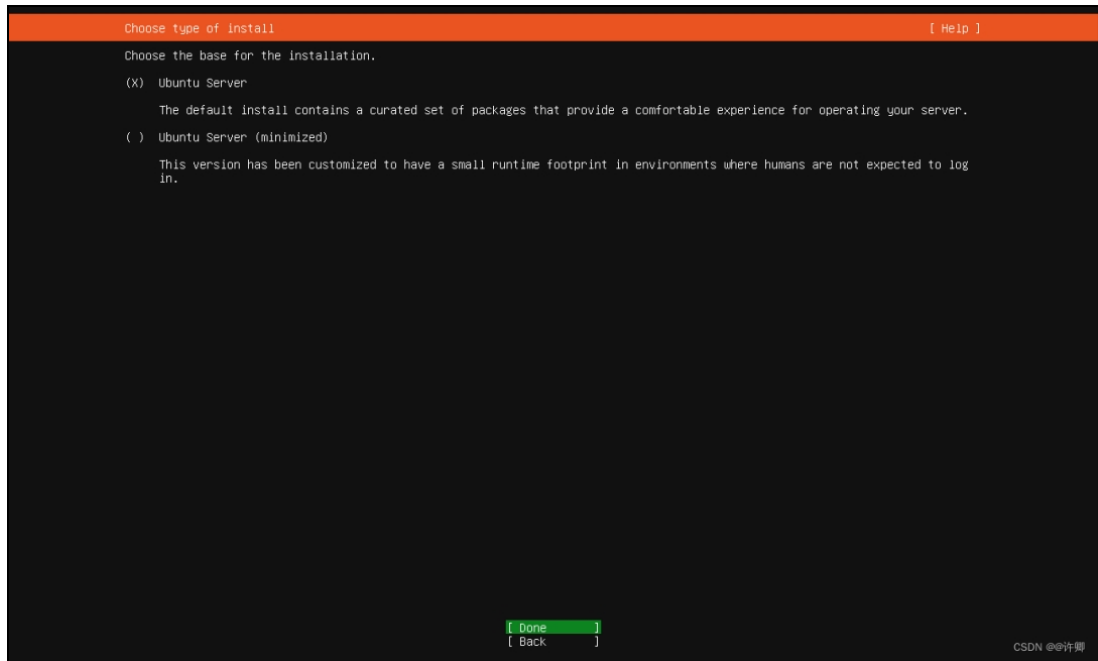 Choose type of install [ Help ]
Choose the base for the installation.
(X) Ubuntu Server
The default install contains a curated set of packages that provide a comfortable experience for operating your server.
( ) Ubuntu Server (minimized)
This version has been customized to have a small runtime footprint in environments where humans are not expected to log
in.
[ Done ]
[ Back ]
CSDN @@许卿